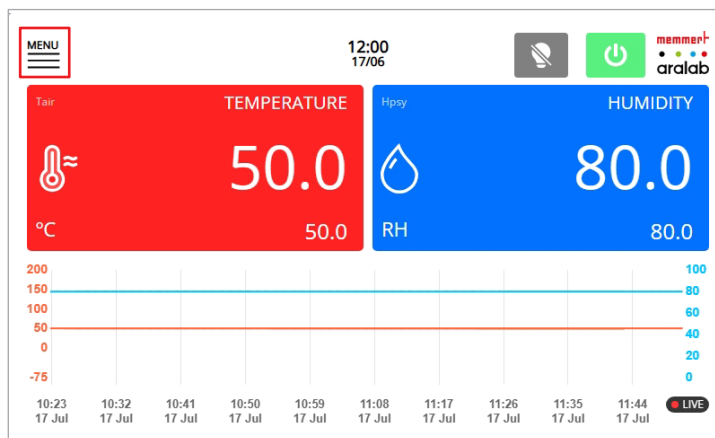 MENU
12:00
17/06
memmert
aralab
Tair
TEMPERATURE
50.0
°C
50.0
Hpsy
HUMIDITY
80.0
RH
80.0
200
150
100
50
0
-75
100
80
60
40
20
0
10:23 10:32 10:41 10:50 10:59 11:08 11:17 11:26 11:35 11:44
17 Jul 17 Jul 17 Jul 17 Jul 17 Jul 17 Jul 17 Jul 17 Jul 17 Jul 17 Jul
LIVE